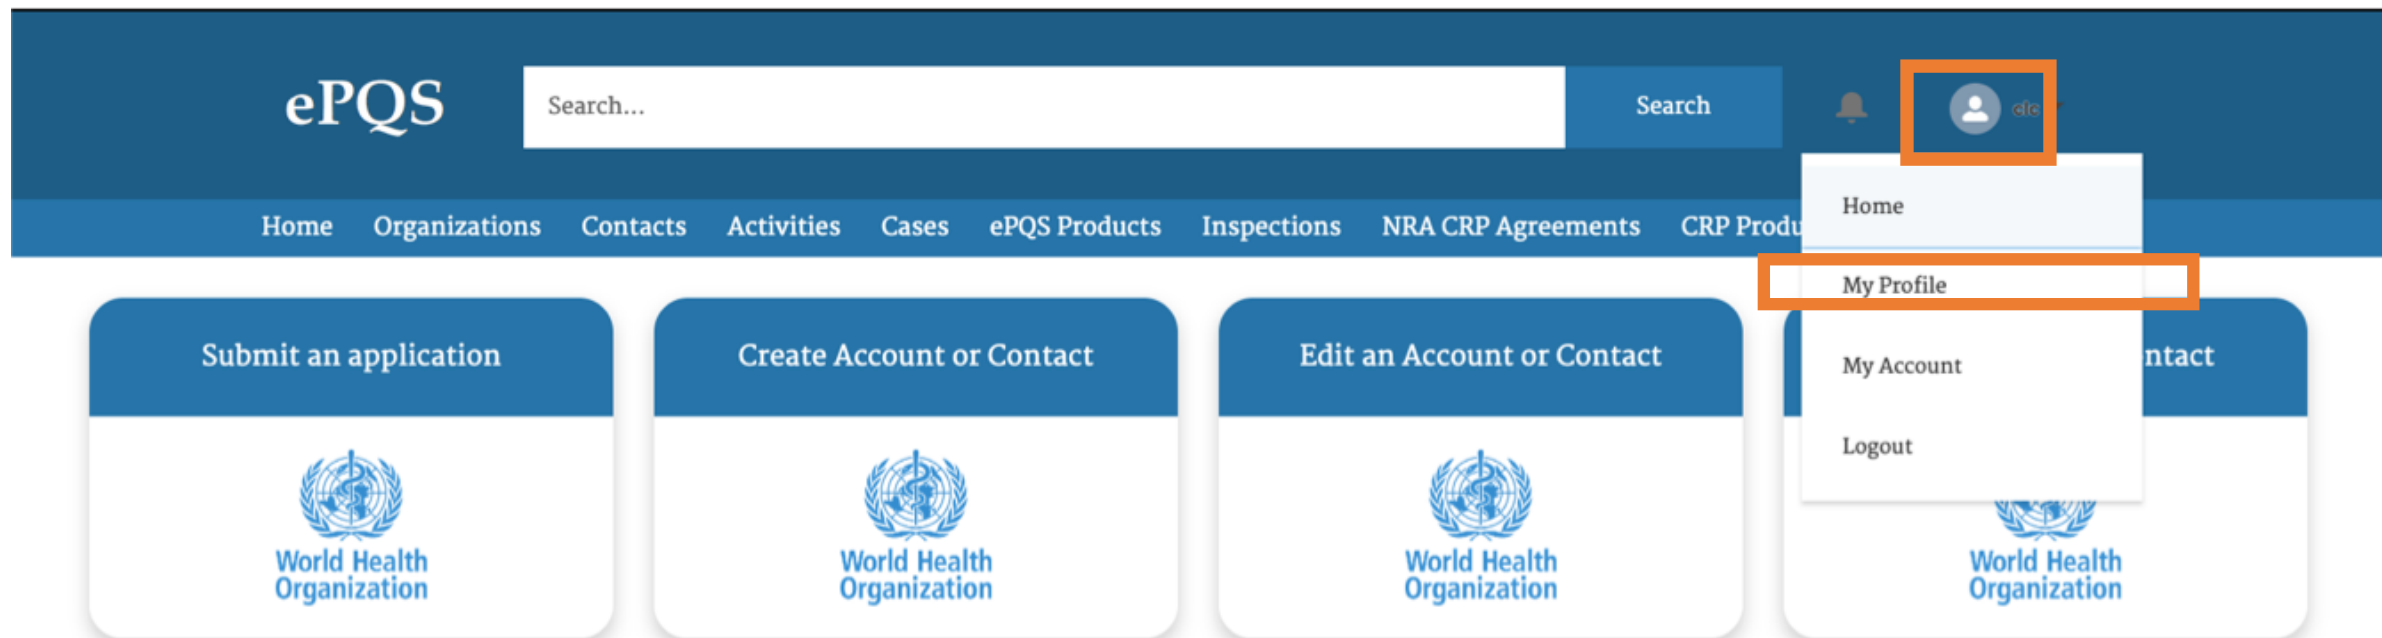 ePQS
Search...
Search
Home
Organizations
Contacts
Activities
Cases
ePQS Products
Inspections
NRA CRP Agreements
CRP Produ
Home
My Profile
My Account
Logout
Submit an application
Create Account or Contact
Edit an Account or Contact
ntact
World Health
Organization
World Health
Organization
World Health
Organization
World Health
Organization